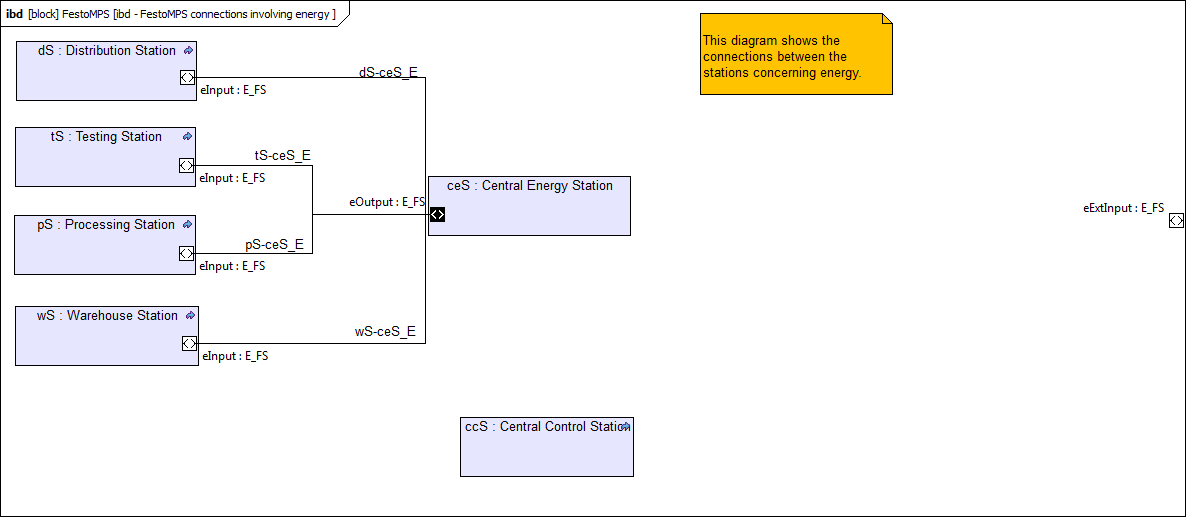 ibd [block] FestoMPS [ibd - FestoMPS connections involving energy ]
dS : Distribution Station
eInput : E_FS
dS-ceS_E
This diagram shows the
connections between the
stations concerning energy.
tS : Testing Station
eInput : E_FS
tS-ceS_E
eOutput : E_FS
ceS : Central Energy Station
eExtInput : E_FS
pS : Processing Station
eInput : E_FS
pS-ceS_E
wS : Warehouse Station
eInput : E_FS
wS-ceS_E
ccS : Central Control Station